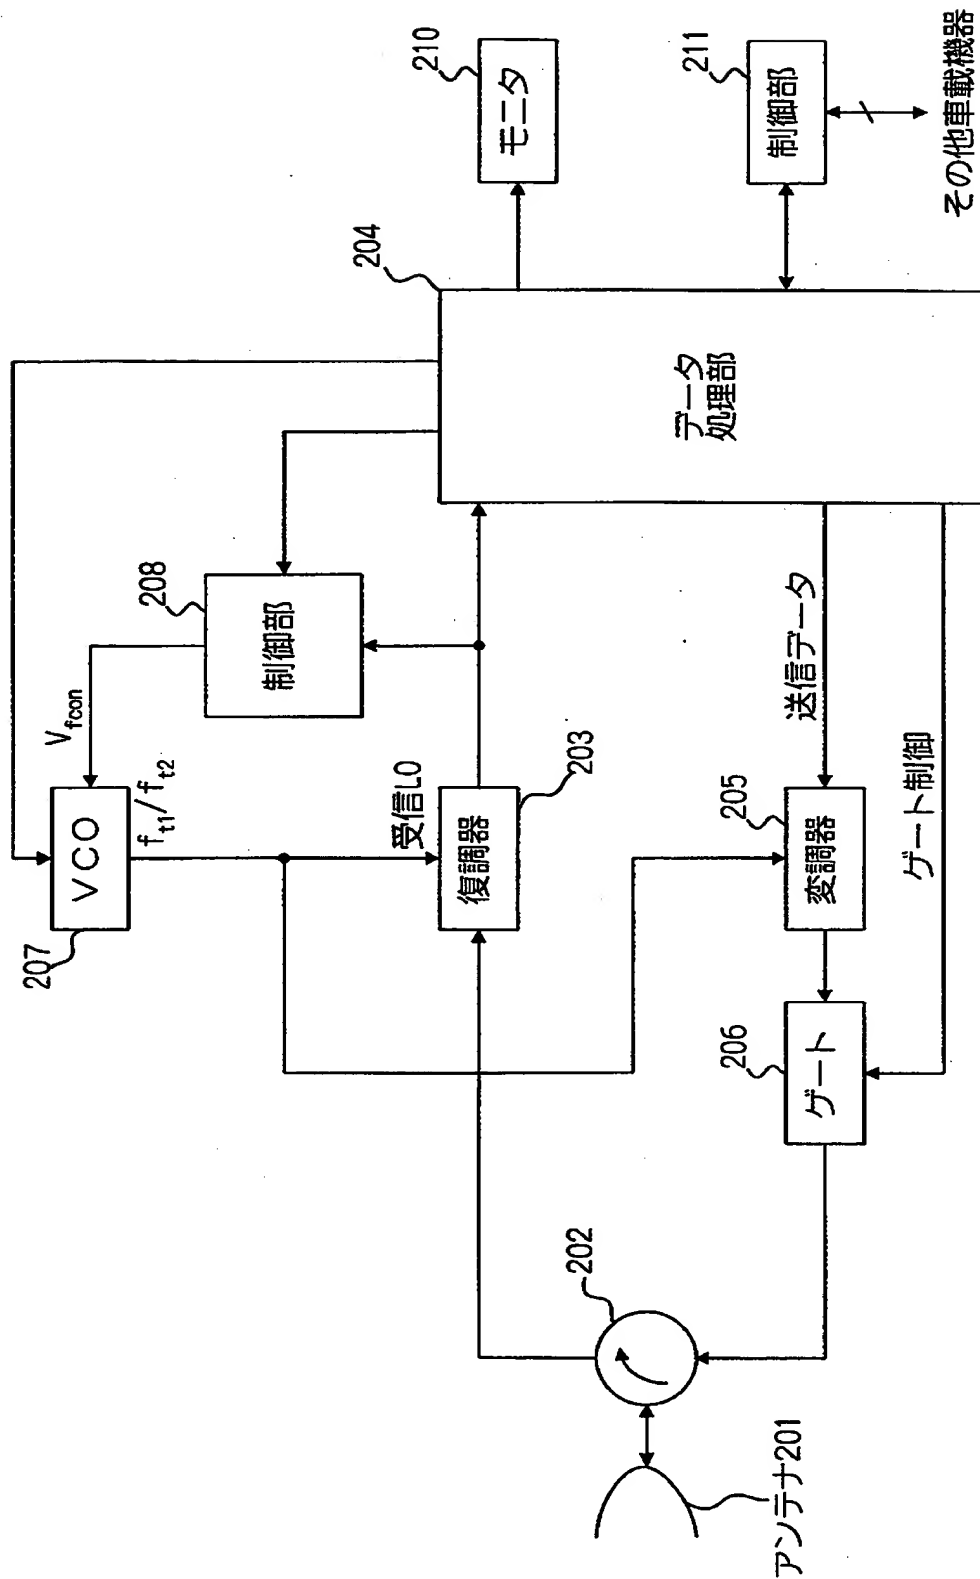 207
VCO
V_fcon
f_t1 / f_t2
208
制御部
204
データ
処理部
210
モニタ
211
制御部
その他車載機器
受信LO
復調器
203
送信データ
205
変調器
206
ゲート
ゲート制御
202
アンテナ201